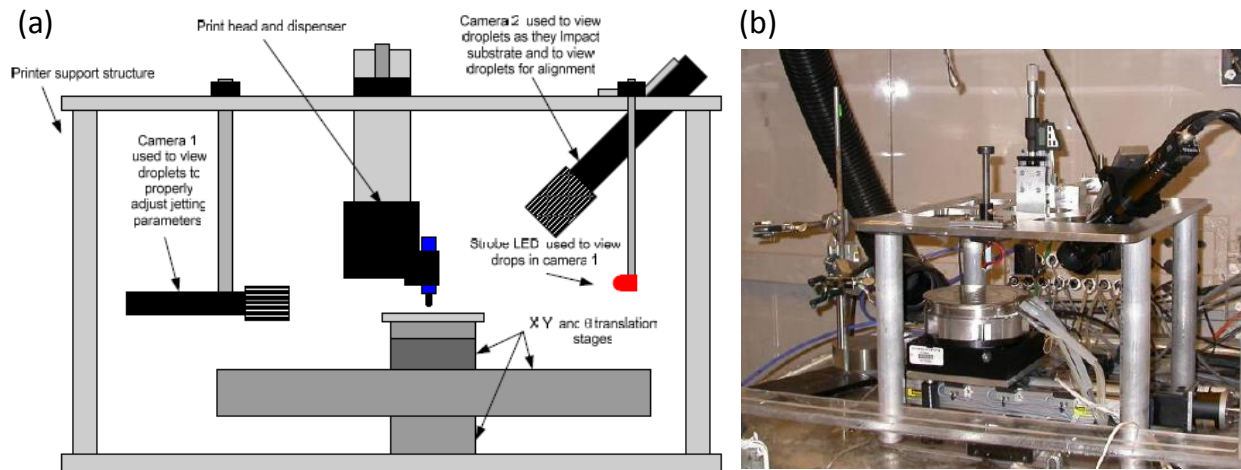 (a)
Print head and dispenser
Camera 2 used to view
droplets as they Impact
substrate and to view
droplets for alignment
Printer support structure
Camera 1
used to view
droplets to
properly
adjust jetting
parameters
Strobe LED used to view
drops in camera 1
X Y and θ translation
stages
(b)